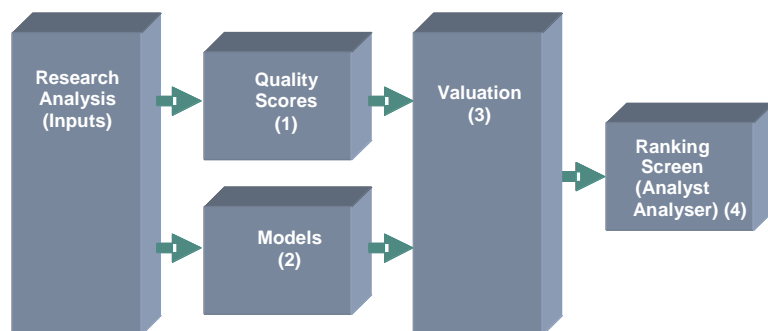 Research
Analysis
(Inputs)
Quality
Scores
(1)
Models
(2)
Valuation
(3)
Ranking
Screen
(Analyst
Analyser) (4)